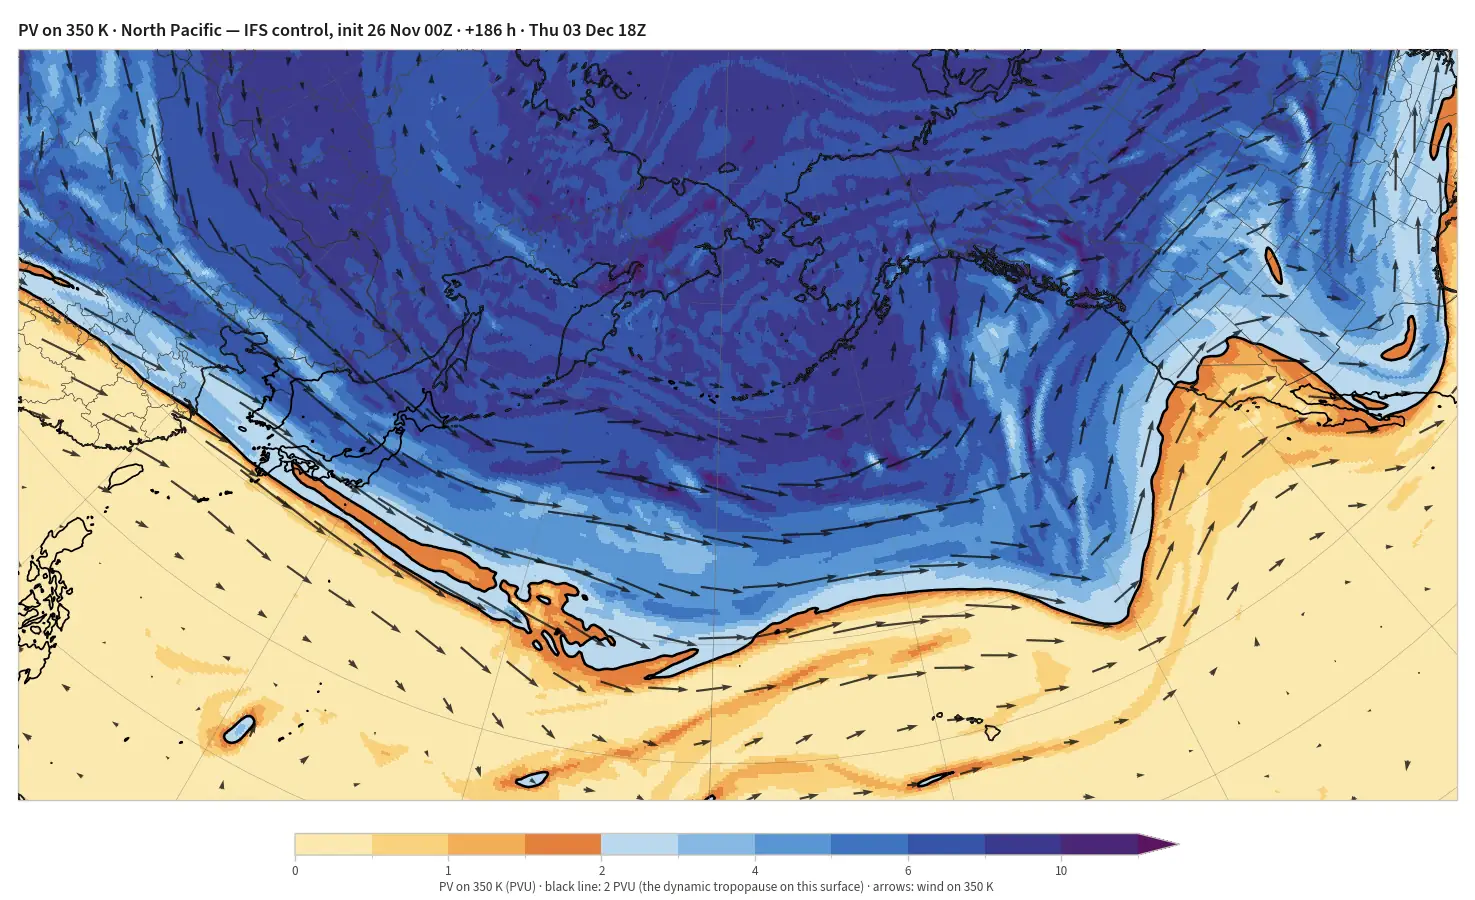 PV on 350 K · North Pacific — IFS control, init 26 Nov 00Z · +186 h · Thu 03 Dec 18Z
0 1 2 4 6 10
PV on 350 K (PVU) · black line: 2 PVU (the dynamic tropopause on this surface) · arrows: wind on 350 K